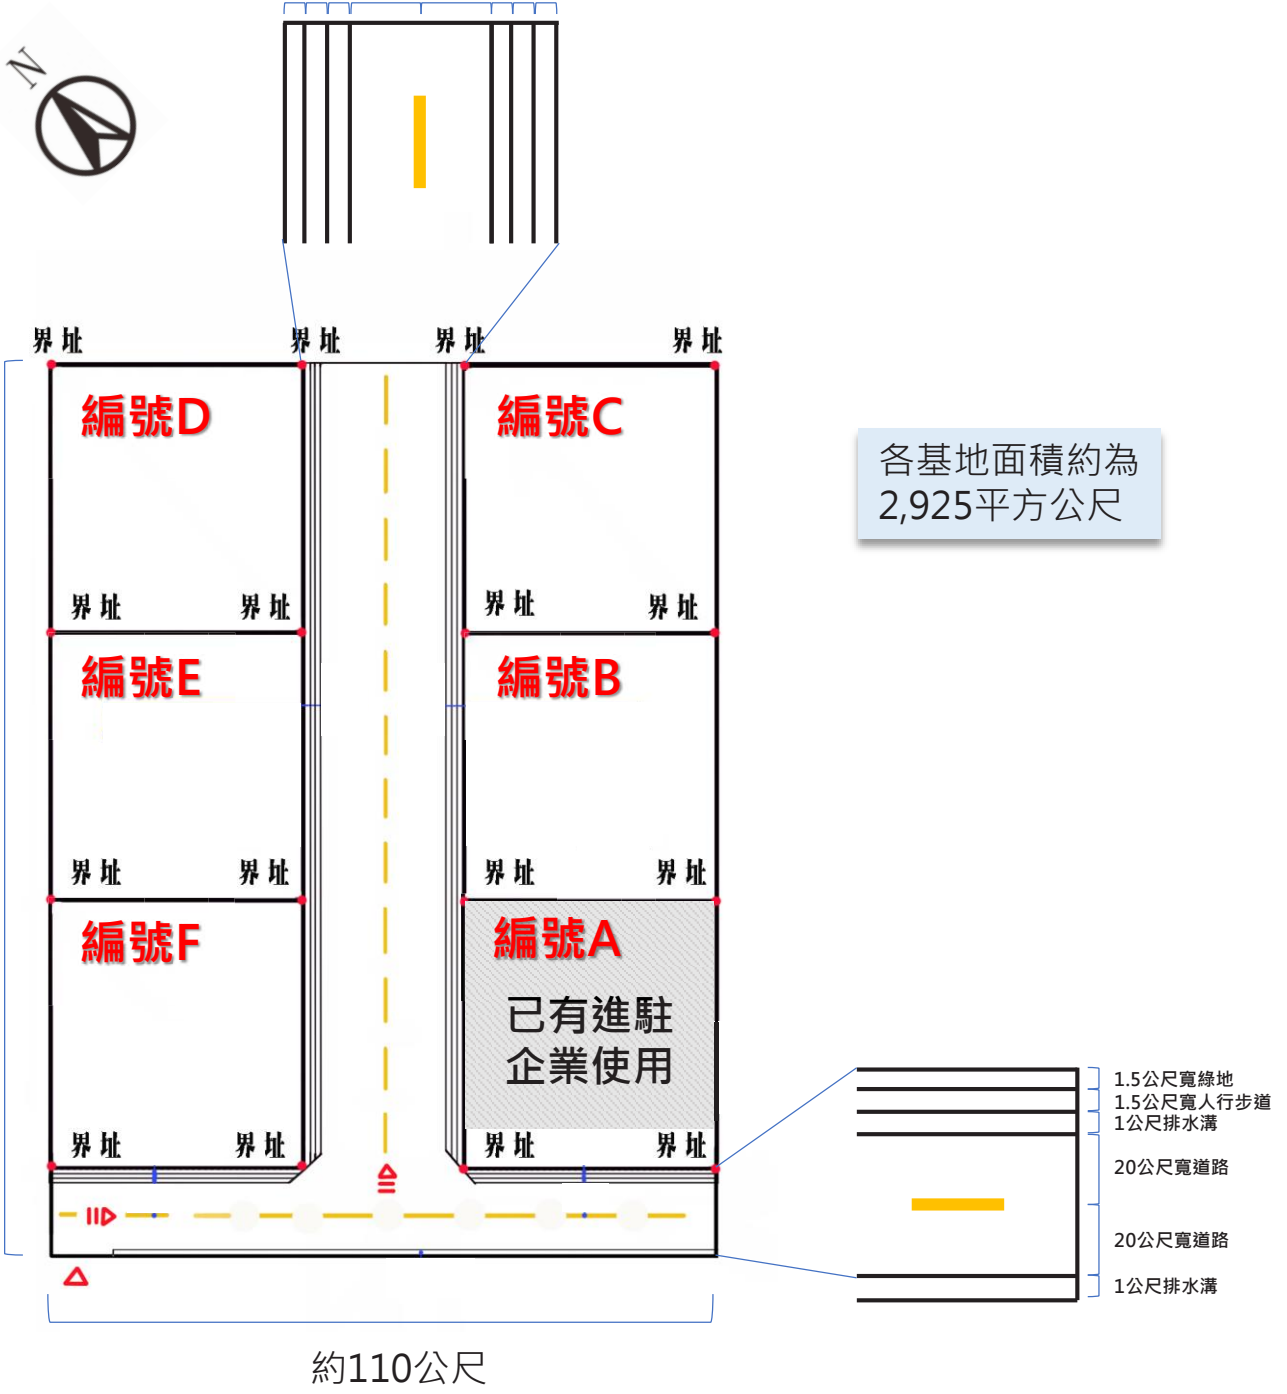 N
界址
界址
界址
界址
編號D
編號C
各基地面積約為
2,925平方公尺
界址
界址
界址
界址
編號E
編號B
界址
界址
界址
界址
編號F
編號A
已有進駐
企業使用
界址
界址
界址
界址
1.5公尺寬綠地
1.5公尺寬人行步道
1公尺排水溝
20公尺寬道路
20公尺寬道路
1公尺排水溝
約110公尺